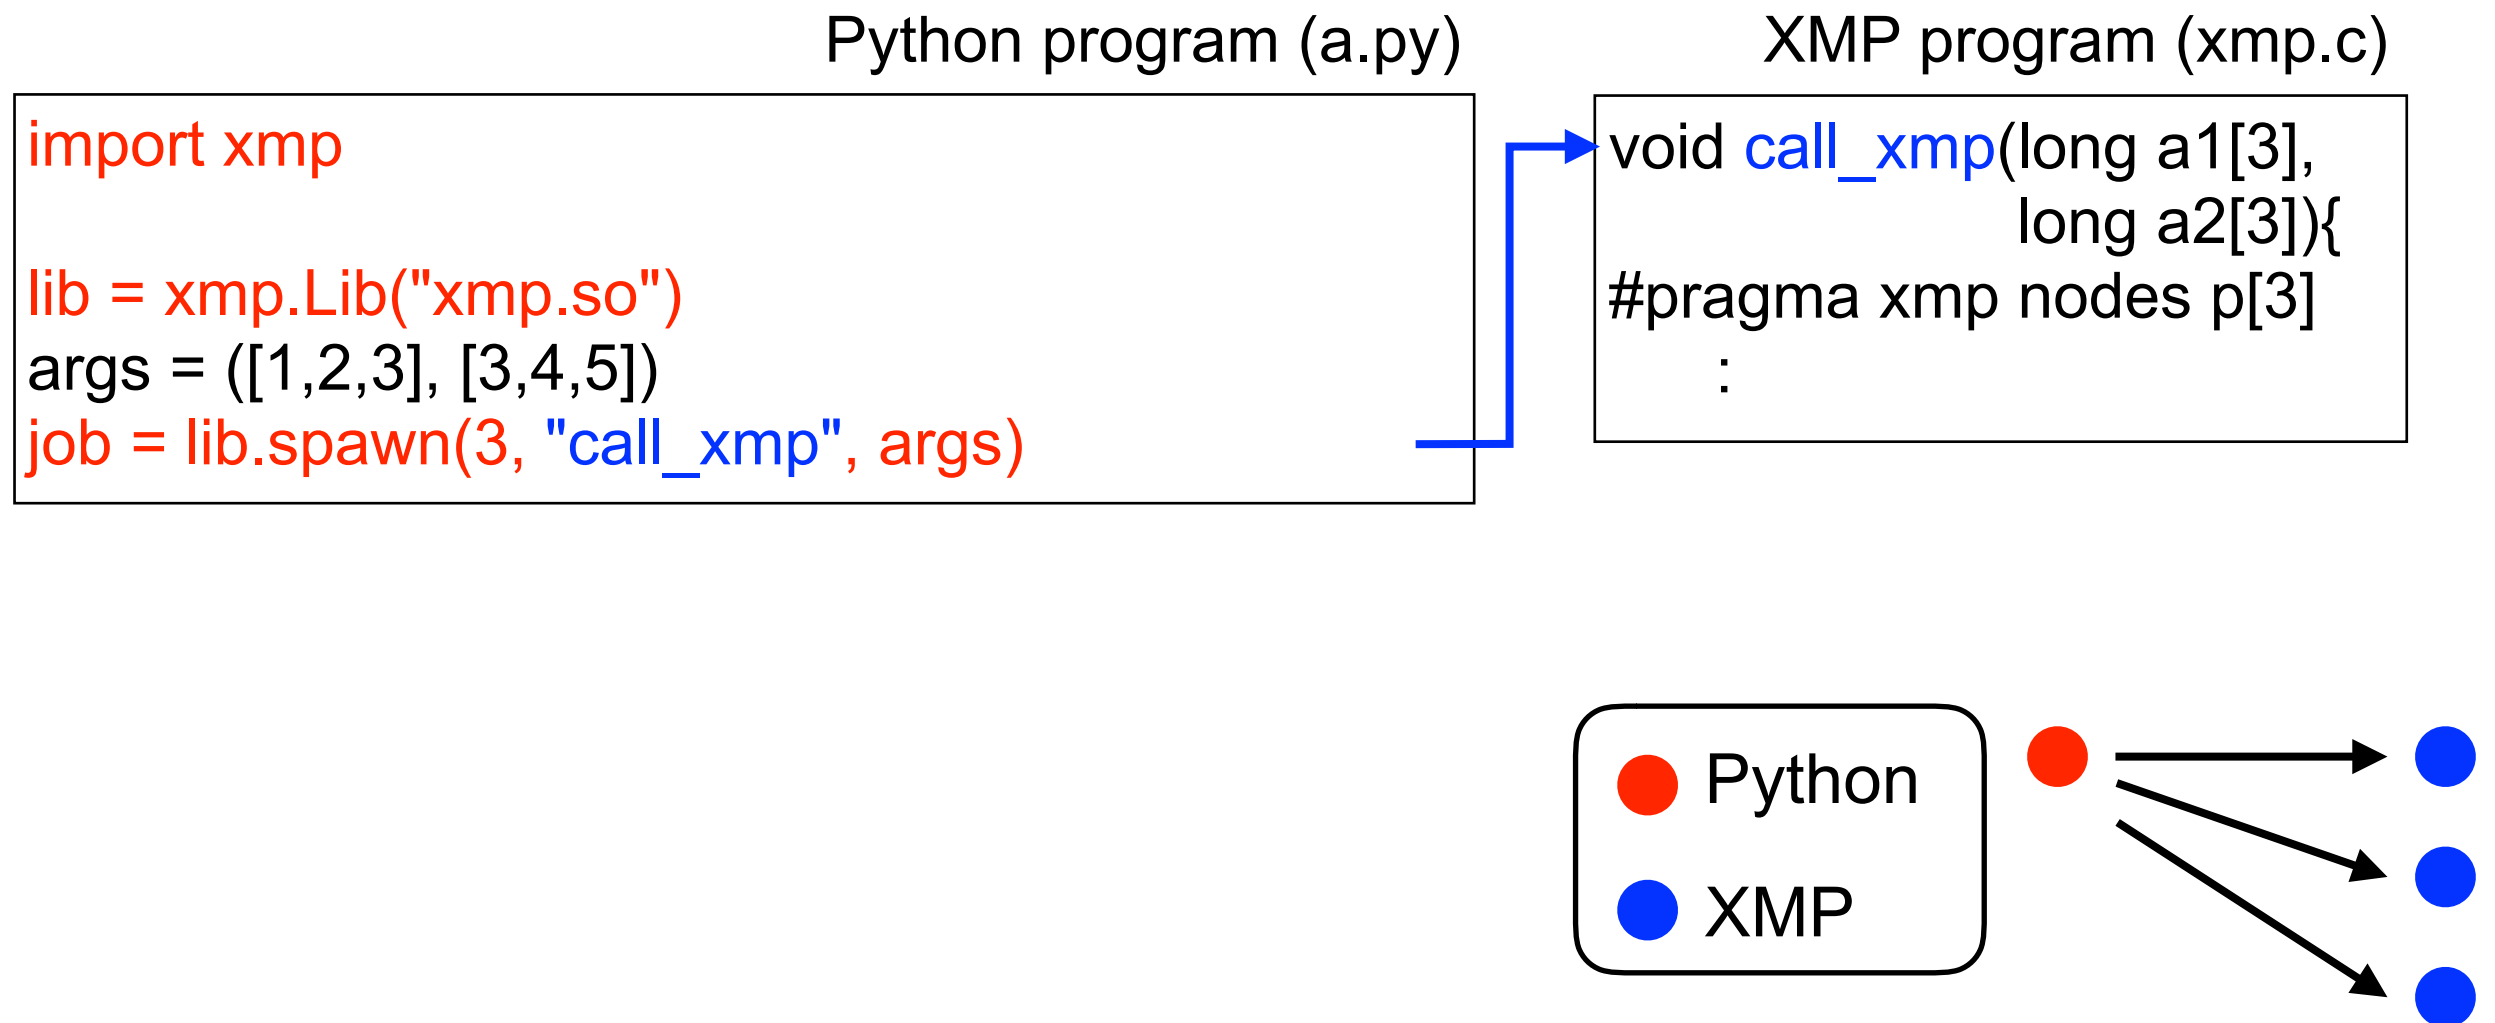 Python program (a.py)
import xmp
lib = xmp.Lib("xmp.so")
args = ([1,2,3], [3,4,5])
job = lib.spawn(3, "call_xmp", args)
XMP program (xmp.c)
void call_xmp(long a1[3],
long a2[3]){
#pragma xmp nodes p[3]
:
Python
XMP